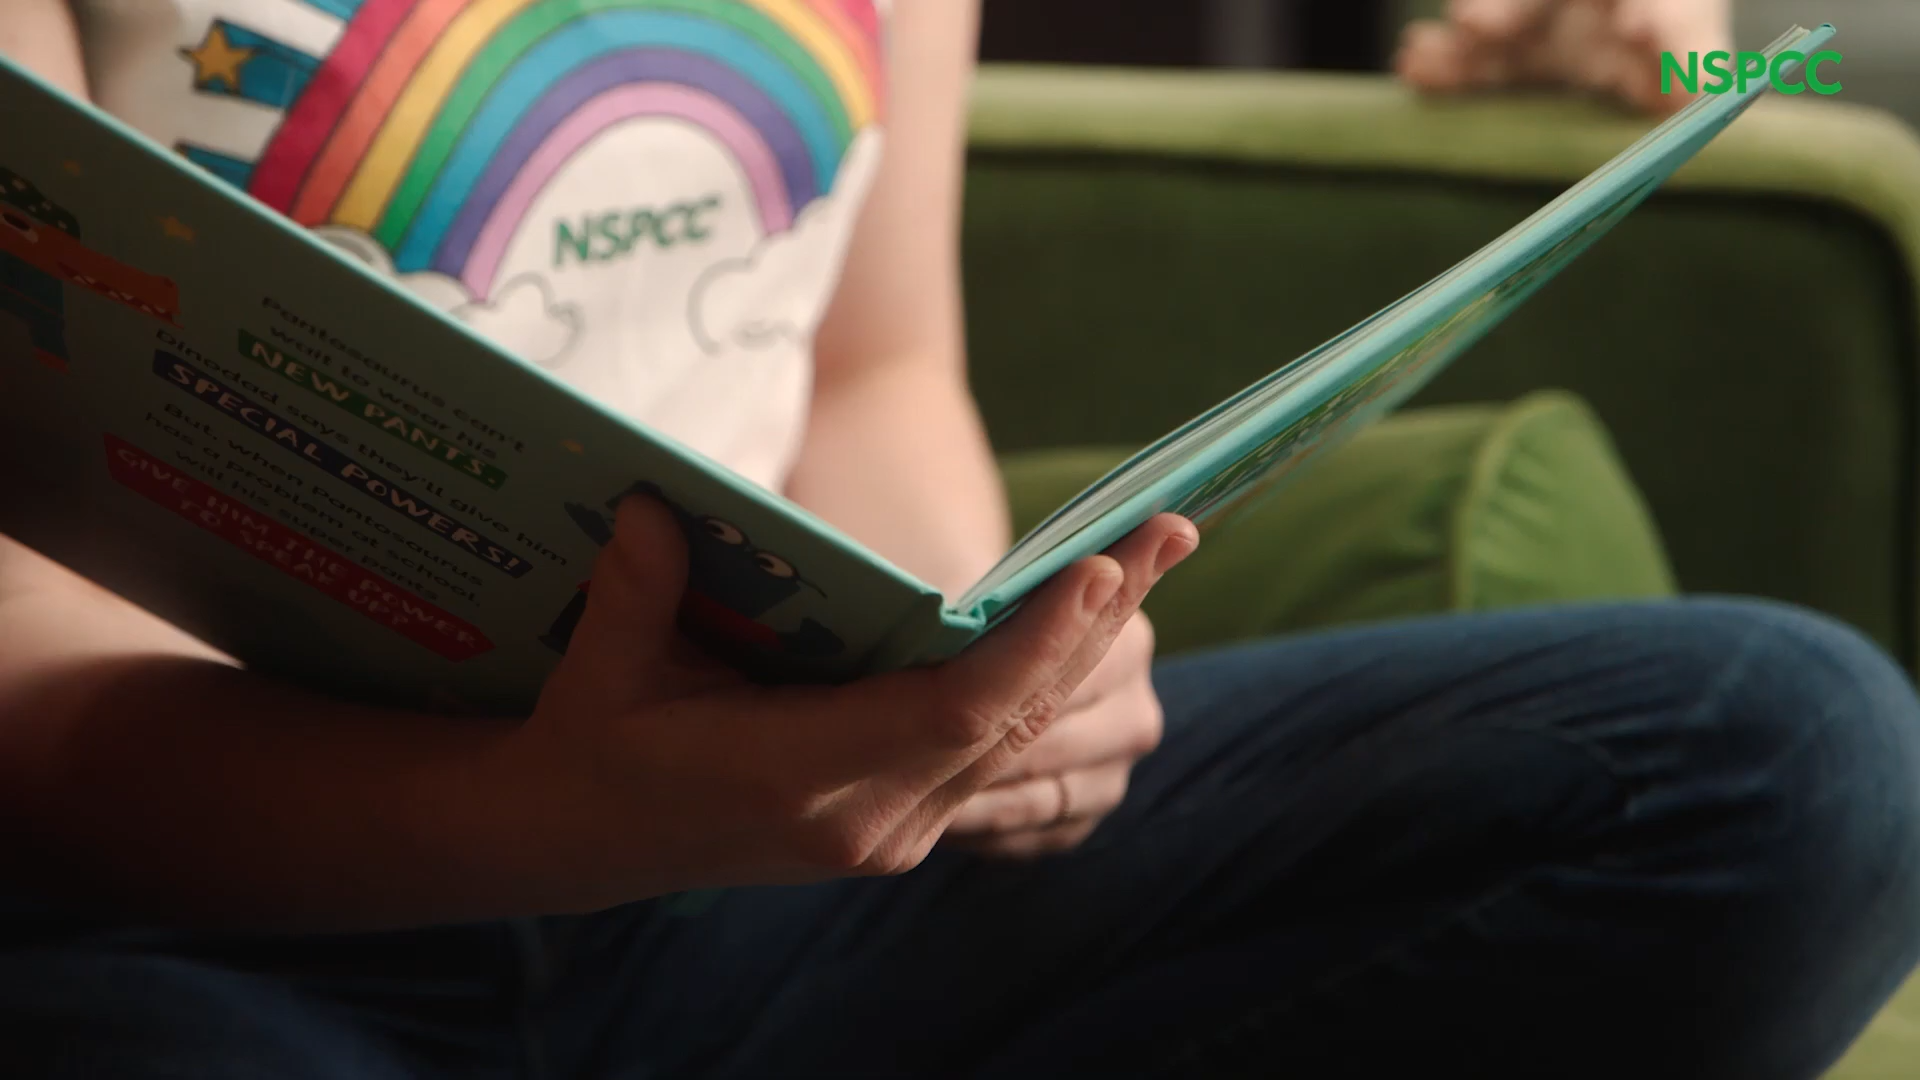 NSPCC
NSPCC
Pantosaurus can't
wait to wear his
NEW PANTS.
Dinodad says they'll give him
SPECIAL POWERS!
But, when Pantosaurus
has a problem at school,
will his super pants
GIVE HIM THE POWER
TO SPEAK
UP?